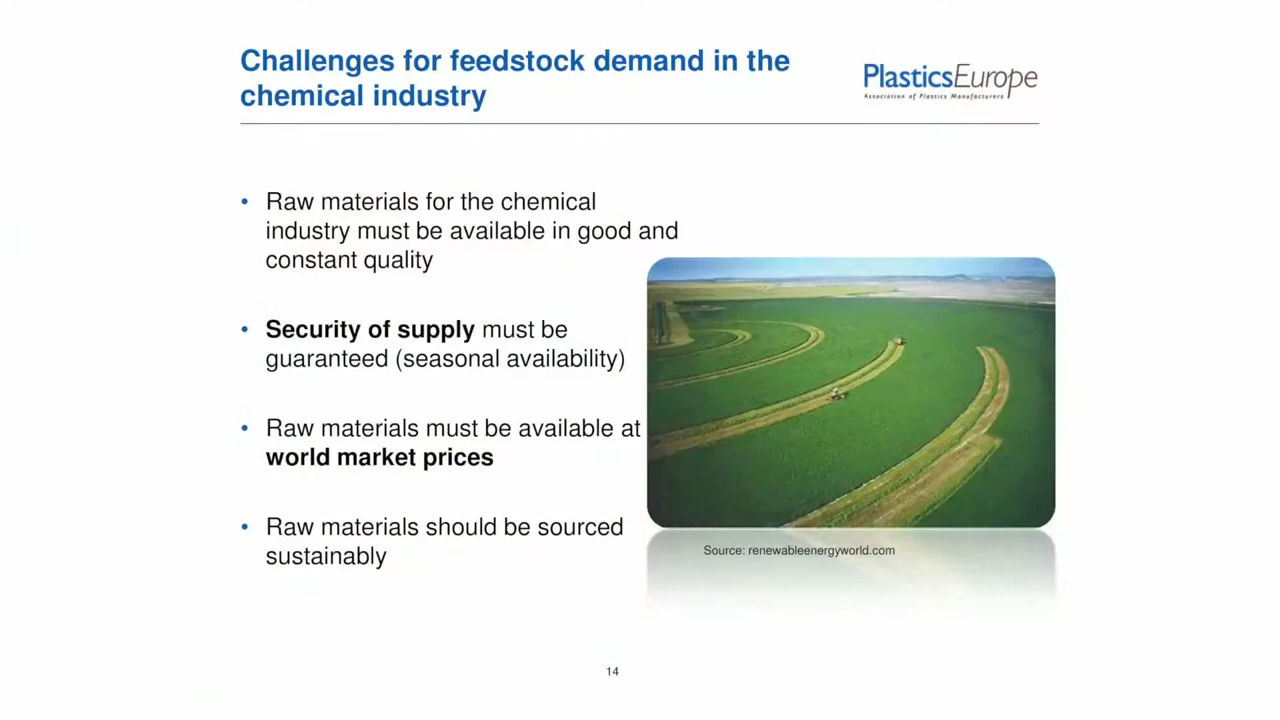 Challenges for feedstock demand in the
chemical industry
PlasticsEurope
Association of Plastics Manufacturers
• Raw materials for the chemical
industry must be available in good and
constant quality
• Security of supply must be
guaranteed (seasonal availability)
• Raw materials must be available at
world market prices
• Raw materials should be sourced
sustainably
Source: renewableenergyworld.com
14